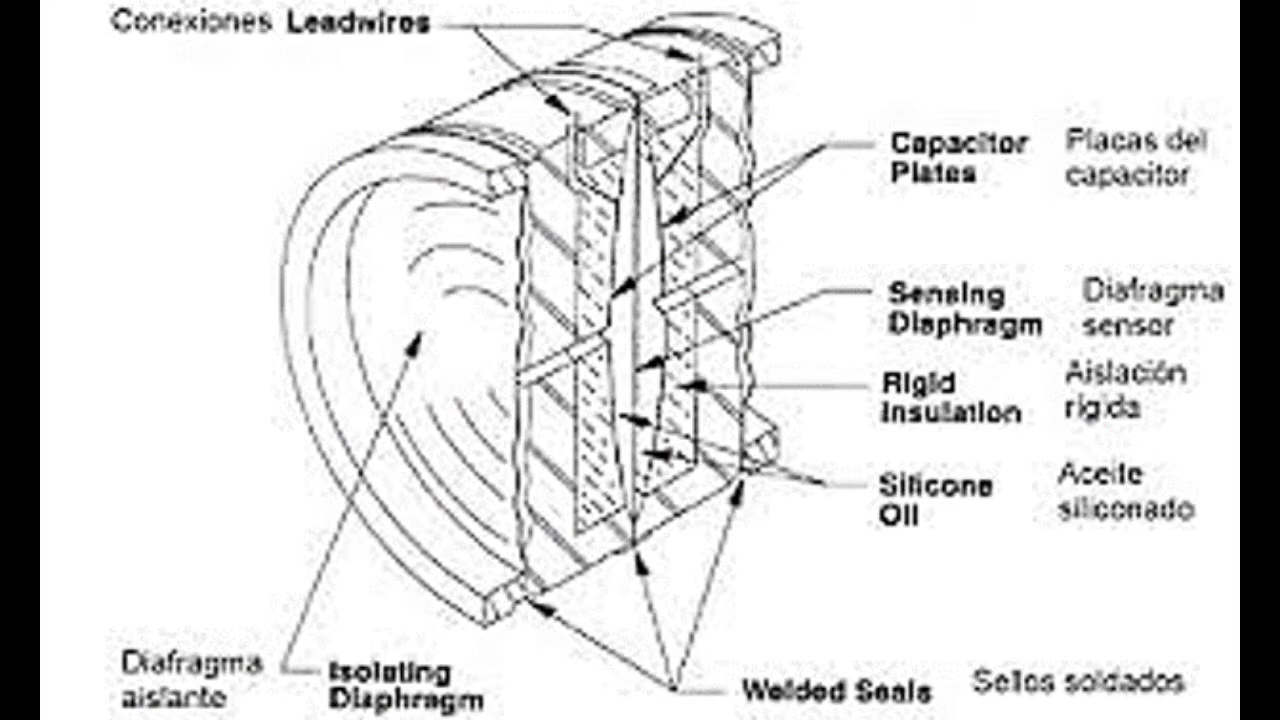 Conexiones Leadwires
Capacitor Placas del
Plates capacitor
Sensing Diafragma
Diaphragm sensor
Rigid Aislación
Insulation rígida
Silicone Aceite
Oil siliconado
Diafragma Isolating
aislante Diaphragm
Welded Seals Sellos soldados